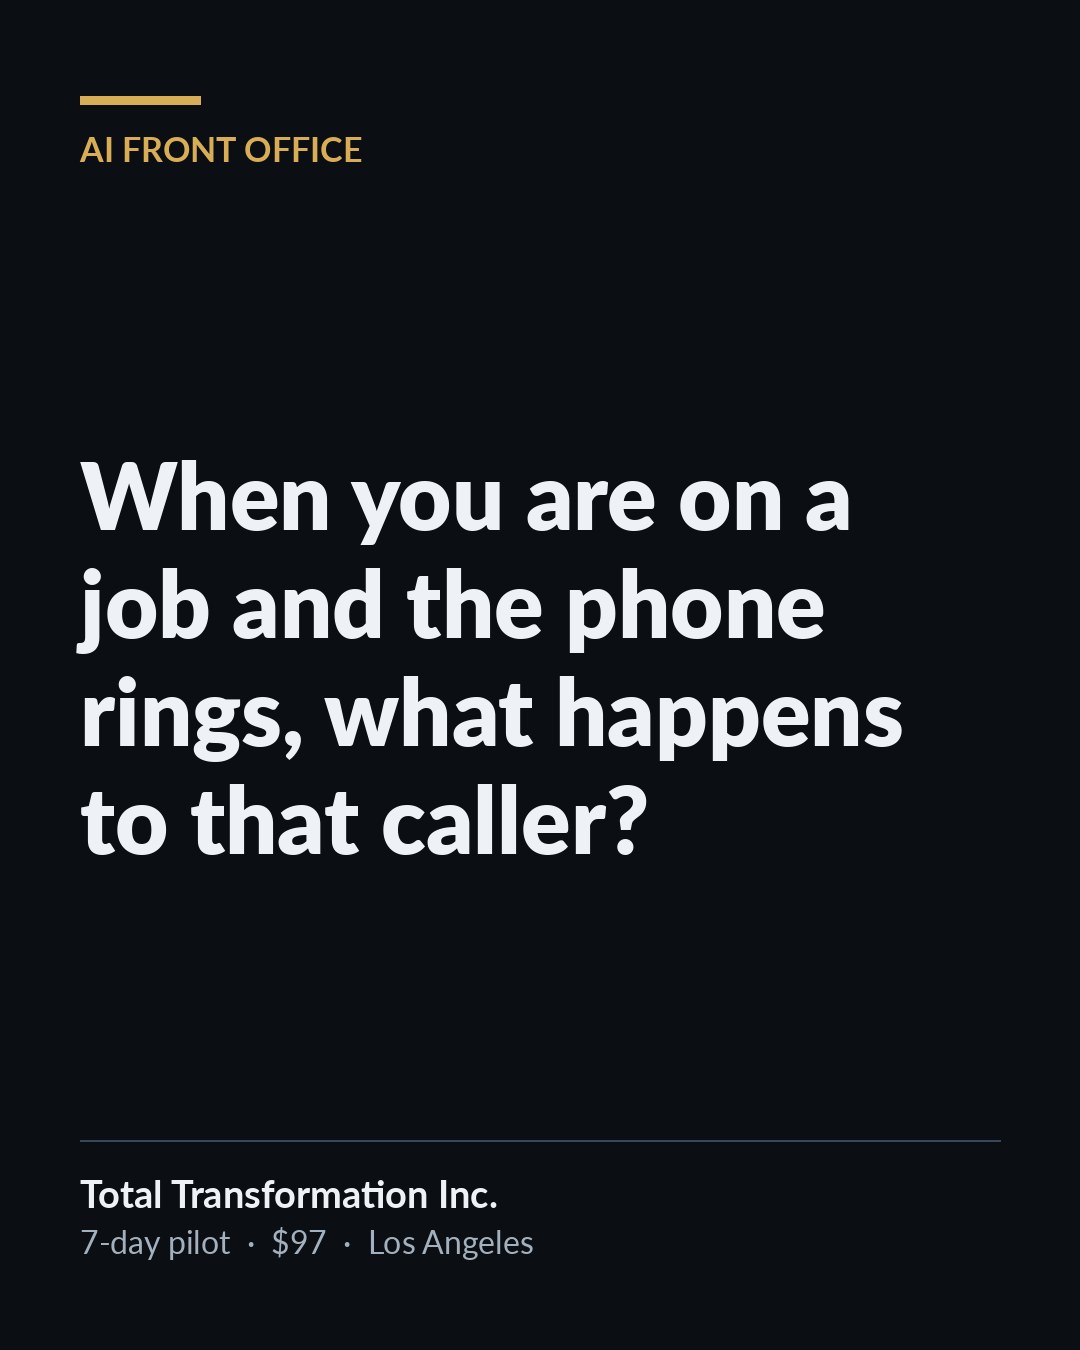 AI FRONT OFFICE
When you are on a
job and the phone
rings, what happens
to that caller?
Total Transformation Inc.
7-day pilot · $97 · Los Angeles